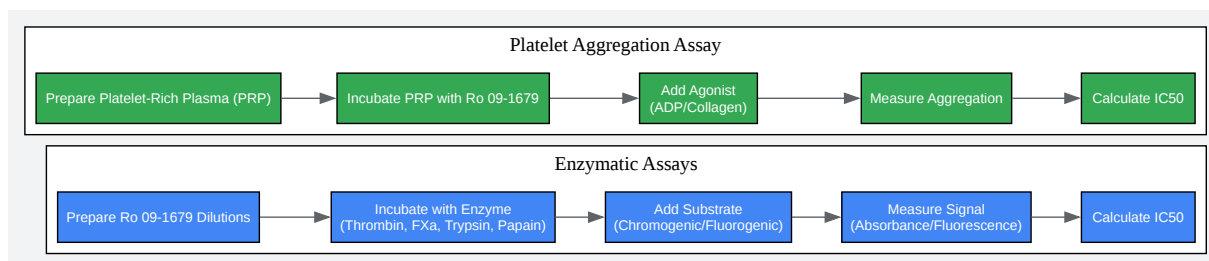 Platelet Aggregation Assay
Prepare Platelet-Rich Plasma (PRP)
Incubate PRP with Ro 09-1679
Add Agonist
(ADP/Collagen)
Measure Aggregation
Calculate IC50
Enzymatic Assays
Prepare Ro 09-1679 Dilutions
Incubate with Enzyme
(Thrombin, FXa, Trypsin, Papain)
Add Substrate
(Chromogenic/Fluorogenic)
Measure Signal
(Absorbance/Fluorescence)
Calculate IC50